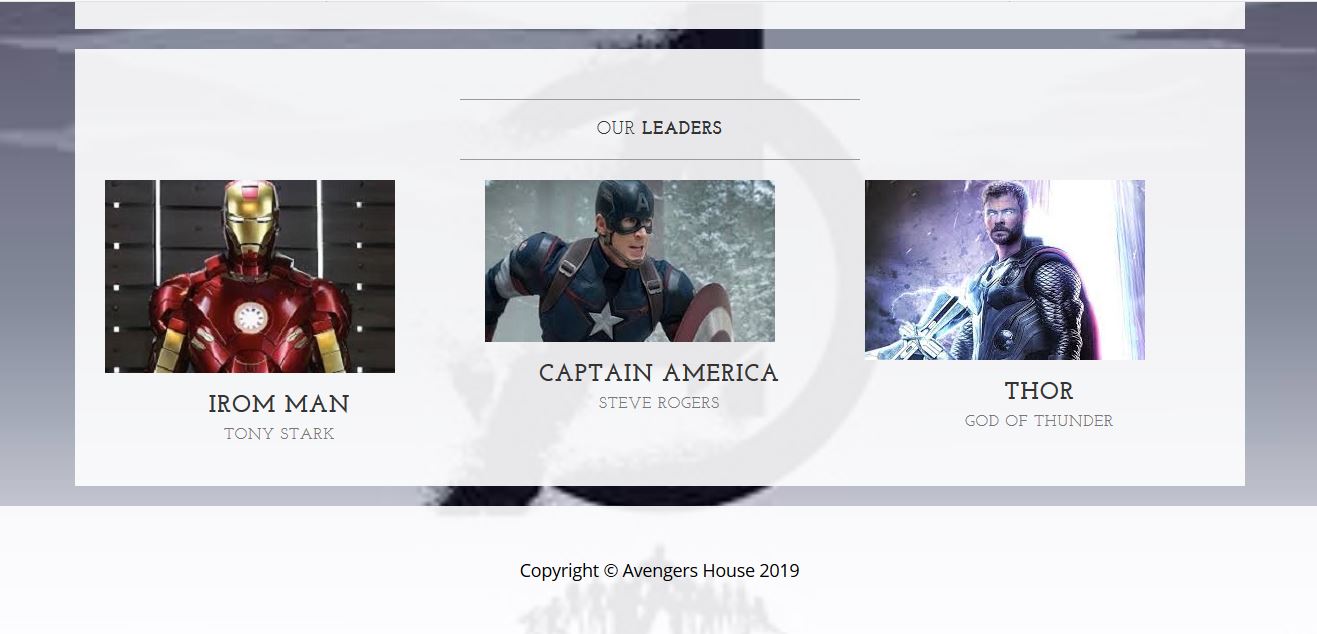 OUR LEADERS
IROM MAN
TONY STARK
CAPTAIN AMERICA
STEVE ROGERS
THOR
GOD OF THUNDER
Copyright © Avengers House 2019